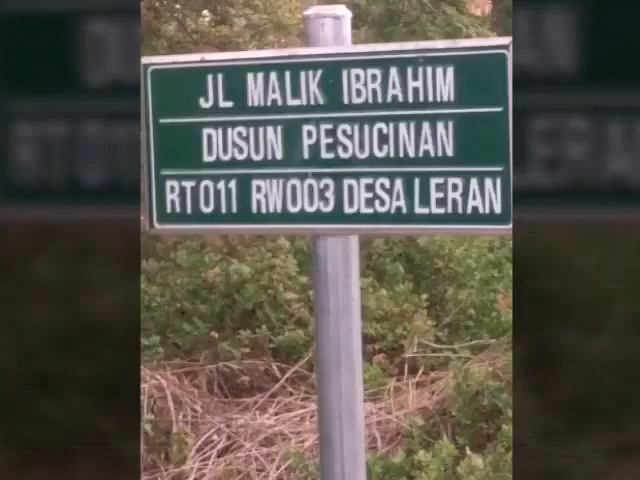 JL MALIK IBRAHIM
DUSUN PESUCINAN
RT011 RW003 DESA LERAN